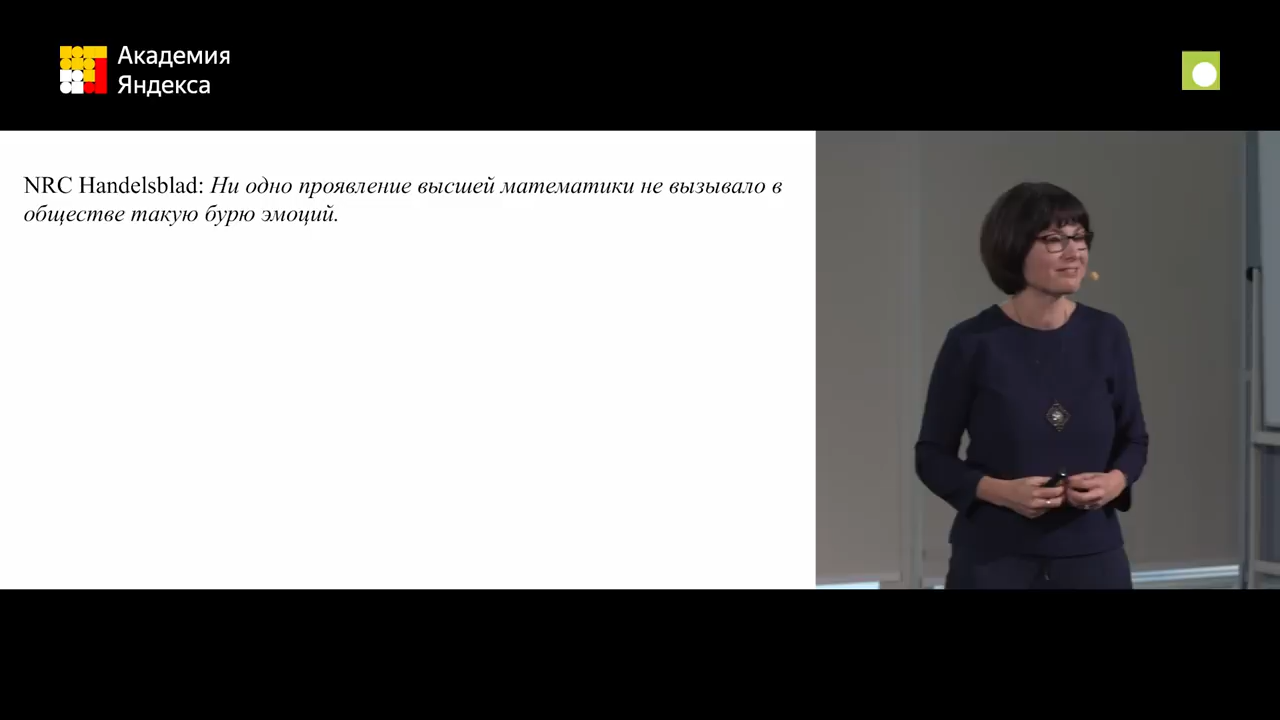 Академия
Яндекса
NRC Handelsblad: Ни одно проявление высшей математики не вызывало в
обществе такую бурю эмоций.